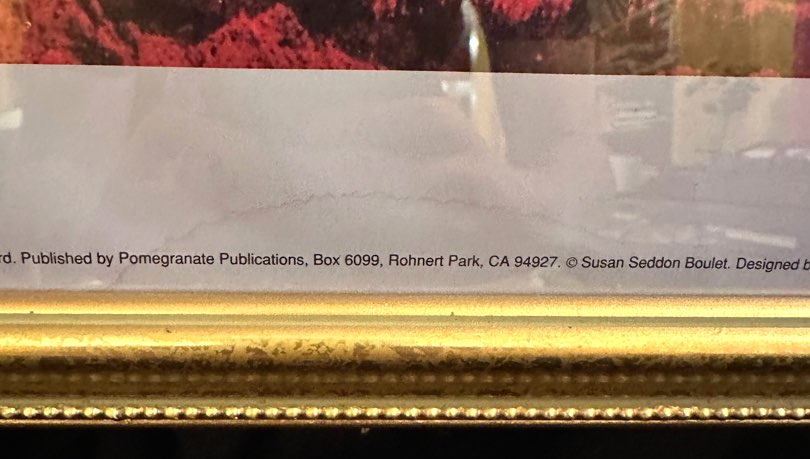 rd. Published by Pomegranate Publications, Box 6099, Rohnert Park, CA 94927. © Susan Seddon Boulet. Designed b